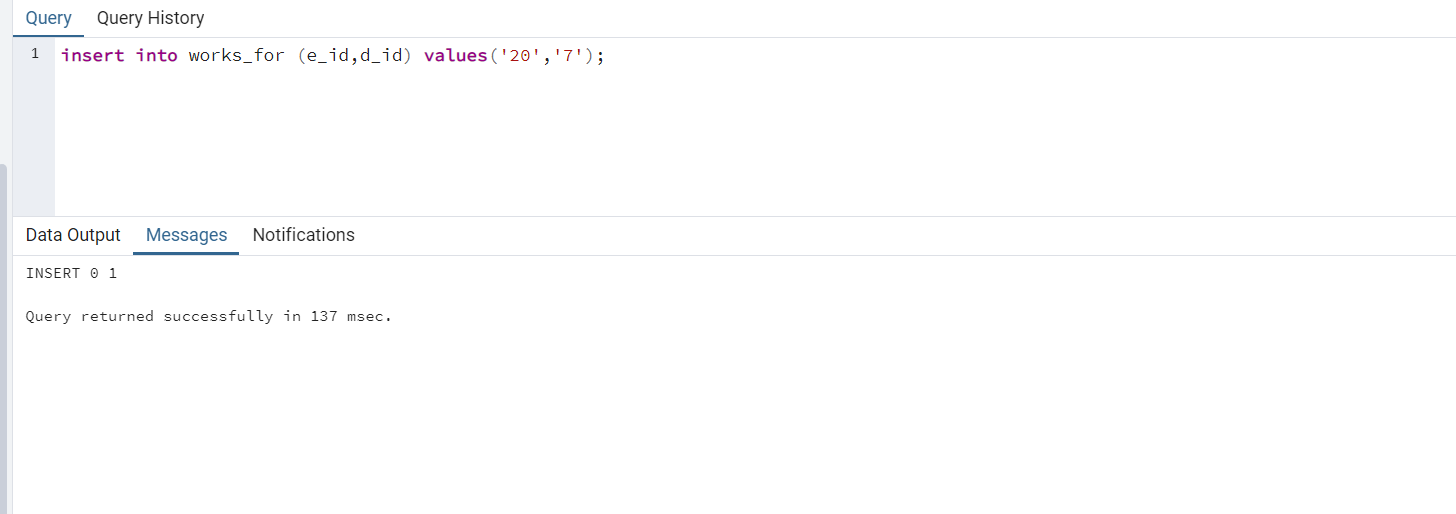 Query Query History
1 insert into works_for (e_id,d_id) values('20','7');
Data Output Messages Notifications
INSERT 0 1
Query returned successfully in 137 msec.